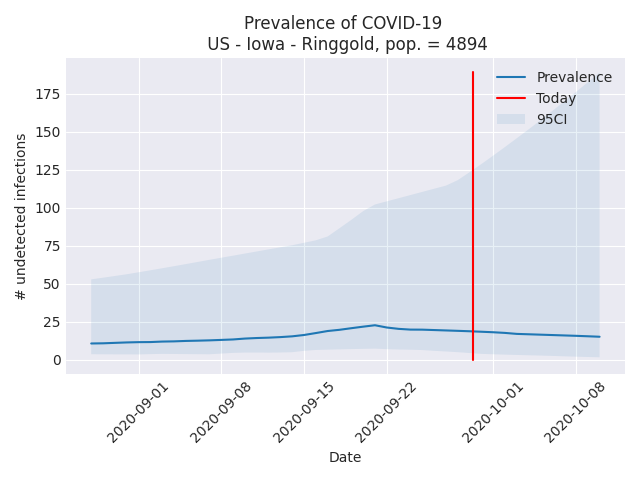 Prevalence of COVID-19
US - Iowa - Ringgold, pop. = 4894
Prevalence
Today
95CI
# undetected infections
175
150
125
100
75
50
25
0
2020-09-01
2020-09-08
2020-09-15
2020-09-22
2020-10-01
2020-10-08
Date